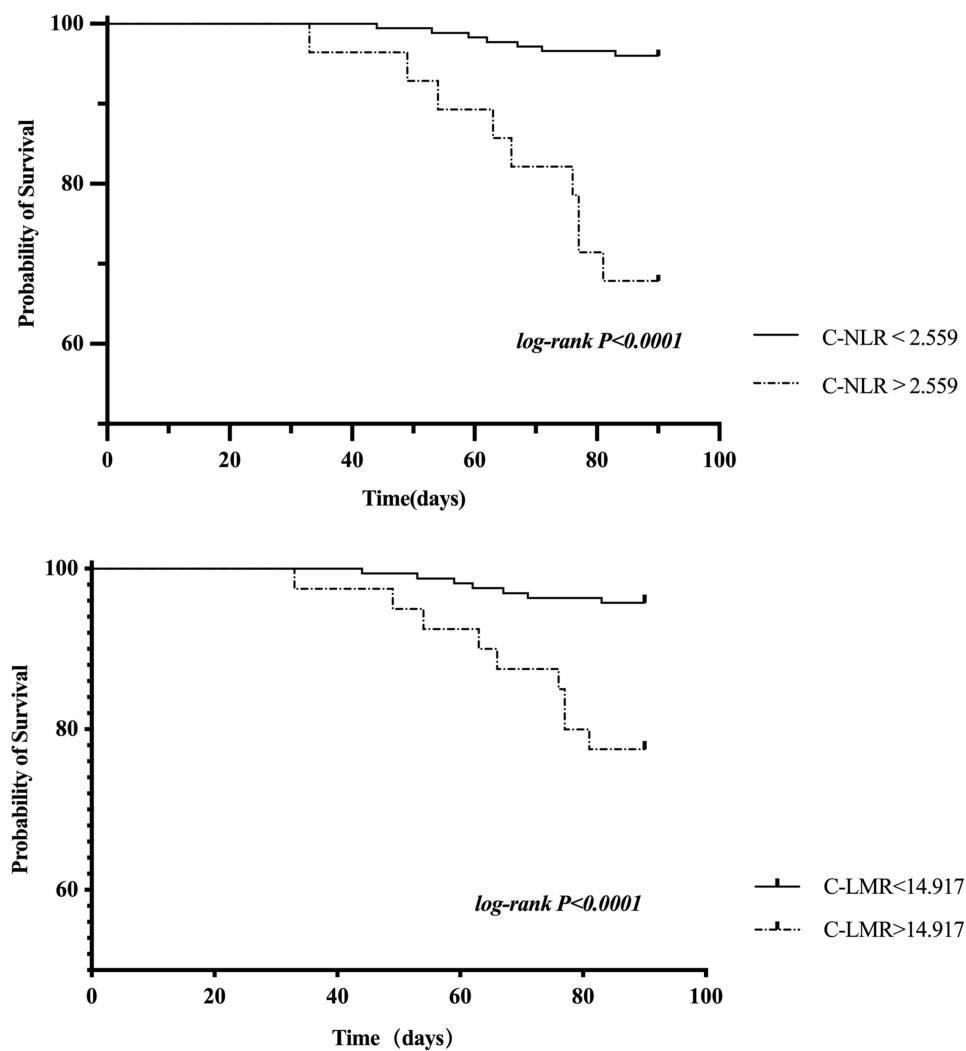 100
80
60
Probability of Survival
log-rank P<0.0001
C-NLR < 2.559
C-NLR > 2.559
0 20 40 60 80 100
Time(days)
100
80
60
Probability of Survival
log-rank P<0.0001
C-LMR<14.917
C-LMR>14.917
0 20 40 60 80 100
Time（days）